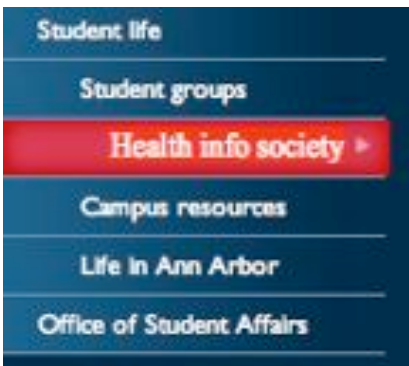 Student life
Student groups
Health info society
Campus resources
Life in Ann Arbor
Office of Student Affairs